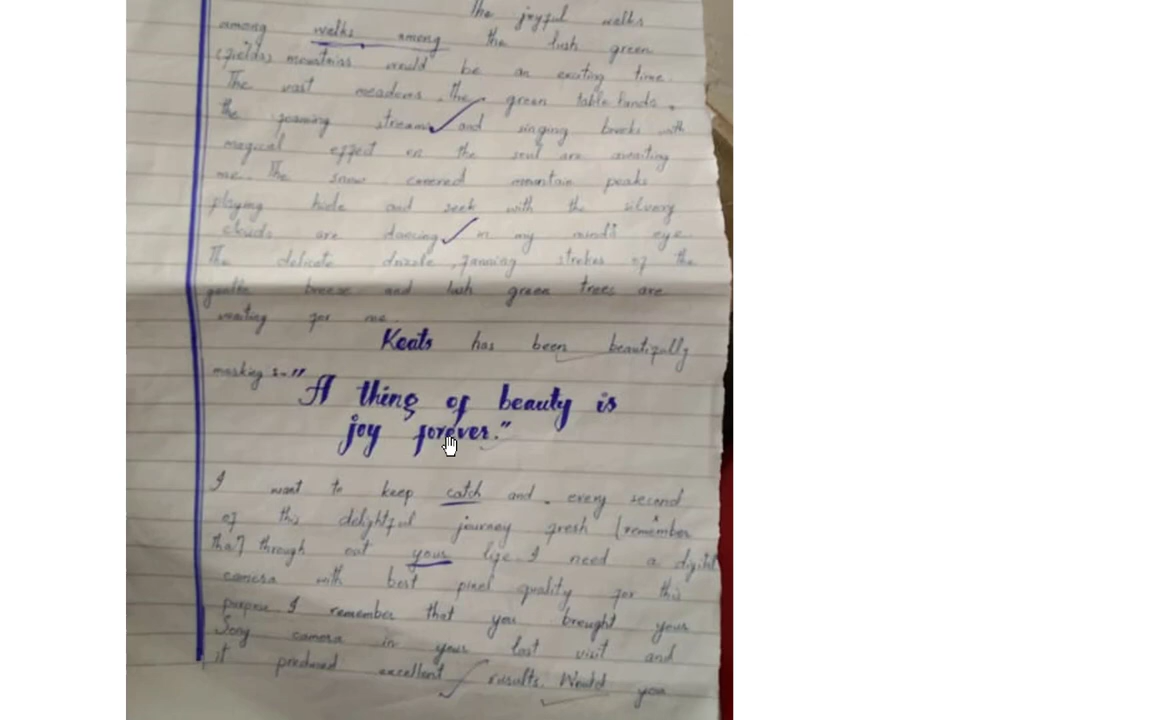 The joyful walks
among walks among the lush green
(fields) mountains would be an exciting time.
The vast meadows, the green table lands,
the foaming streams and singing brooks with
magical effect on the soul are awaiting
me. The snow covered mountain peaks
playing hide and seek with the silvery
clouds are dancing in my mind's eye.
The delicate drizzle, fanning strokes of the
gentle breeze and lush green trees are
waiting for me.
Keats has been beautifully
"A thing of beauty is
joy forever."
I want to keep catch and every second
of this delightful journey fresh (remember
that) through out your life. I need a digital
camera with best pixel quality for this
purpose I remember that you brought your
Sony camera in your last visit and
it produced excellent results. Would you